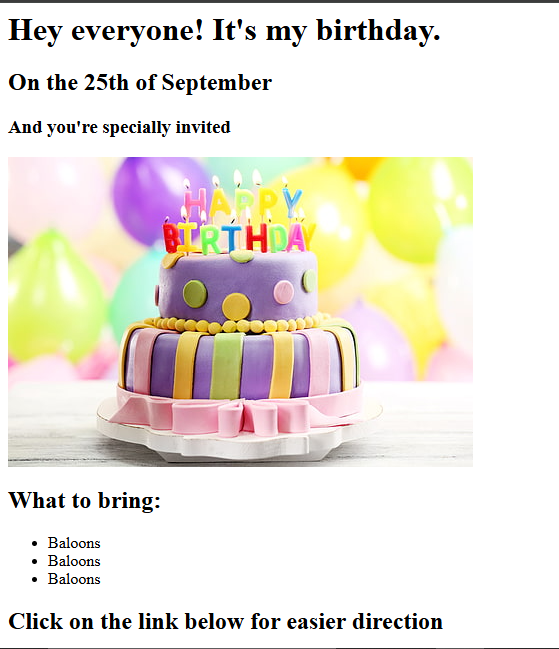 Hey everyone! It's my birthday.
On the 25th of September
And you're specially invited
HAPPY
BIRTHDAY
What to bring:
Baloons
Baloons
Baloons
Click on the link below for easier direction